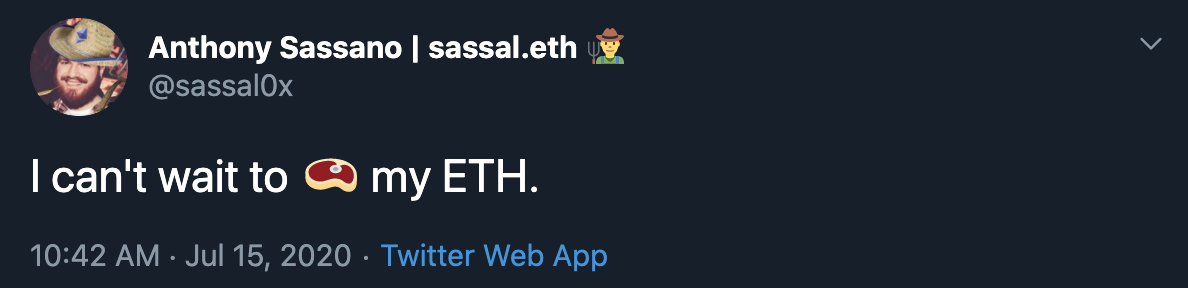 Anthony Sassano | sassal.eth 👨‍🌾
@sassal0x
I can't wait to 🥩 my ETH.
10:42 AM · Jul 15, 2020 · Twitter Web App